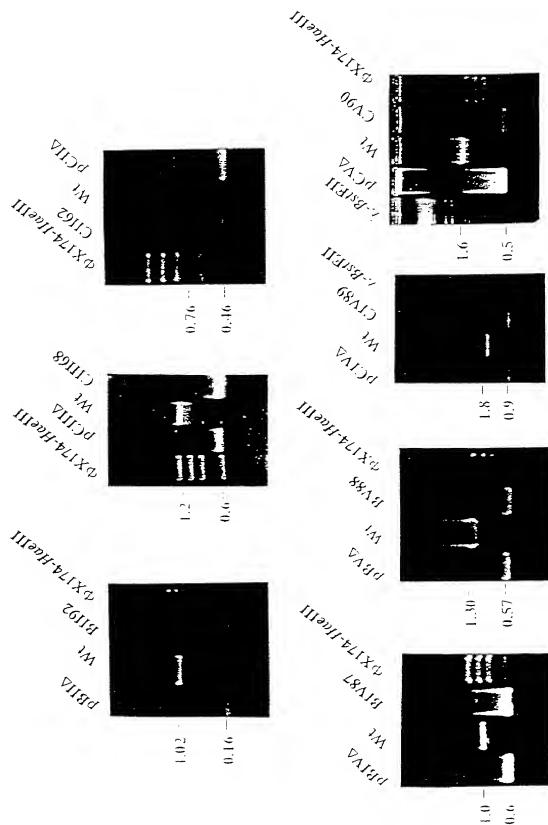 pBIIΔ Wt BII92 ΦX174-HaeIII
1.02
0.16
ΦX174-HaeIII pCIIIΔ Wt CIII68
1.2
0.6
ΦX174-HaeIII CII62 Wt pCIIΔ
0.76
0.46
pBIVΔ Wt BIV87 ΦX174-HaeIII
1.0
0.6
pBVΔ Wt BV88 ΦX174-HaeIII
1.30
0.57
pCIVΔ Wt CIV89 λ-BstEII
1.8
0.9
λ-BstEII pCVΔ Wt CV90 ΦX174-HaeIII
1.6
0.5